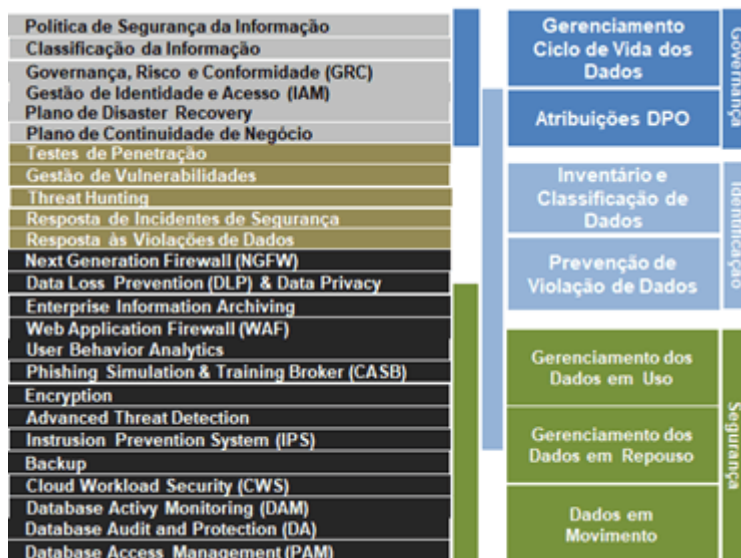 Política de Segurança da Informação
Classificação da Informação
Governança, Risco e Conformidade (GRC)
Gestão de Identidade e Acesso (IAM)
Plano de Disaster Recovery
Plano de Continuidade de Negócio
Testes de Penetração
Gestão de Vulnerabilidades
Threat Hunting
Resposta de Incidentes de Segurança
Resposta às Violações de Dados
Next Generation Firewall (NGFW)
Data Loss Prevention (DLP) & Data Privacy
Enterprise Information Archiving
Web Application Firewall (WAF)
User Behavior Analytics
Phishing Simulation & Training Broker (CASB)
Encryption
Advanced Threat Detection
Instrusion Prevention System (IPS)
Backup
Cloud Workload Security (CWS)
Database Activy Monitoring (DAM)
Database Audit and Protection (DA)
Database Access Management (PAM)
Gerenciamento
Ciclo de Vida dos
Dados
Atribuições DPO
Governança
Inventário e
Classificação de
Dados
Prevenção de
Violação de Dados
Identificação
Gerenciamento dos
Dados em Uso
Gerenciamento dos
Dados em Repouso
Dados em
Movimento
Segurança